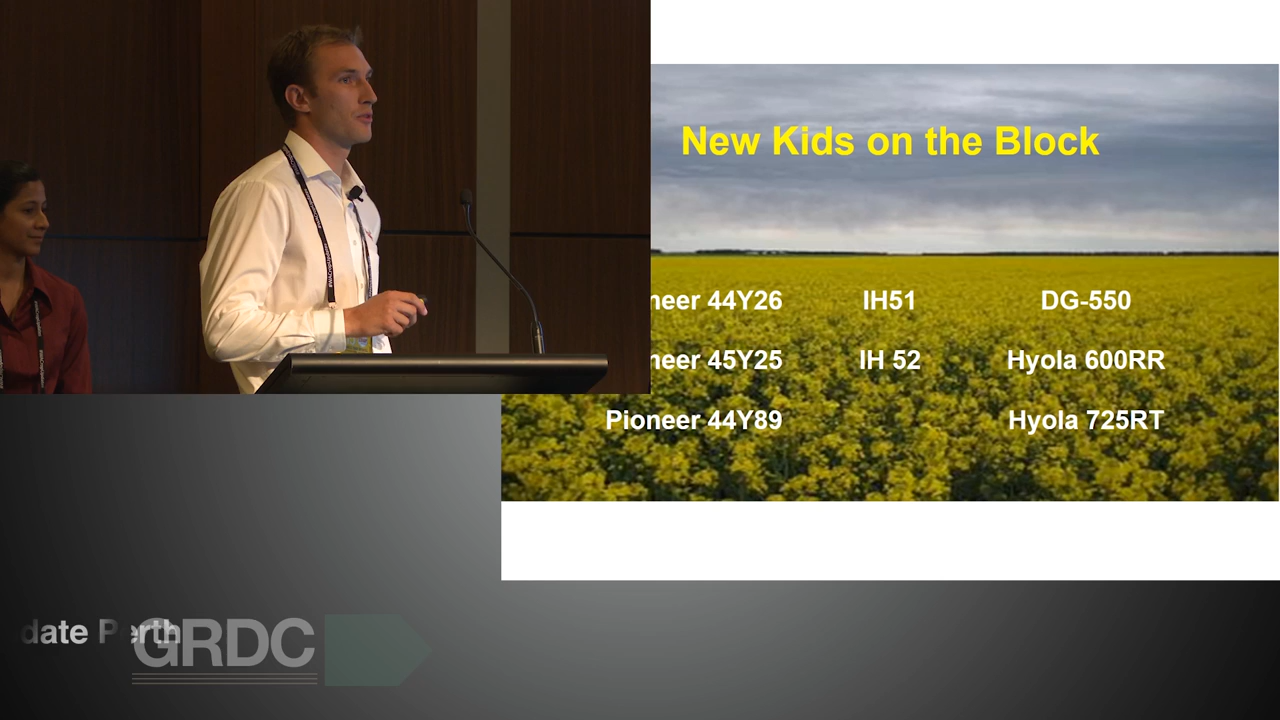 New Kids on the Block
neer 44Y26 IH51 DG-550
neer 45Y25 IH 52 Hyola 600RR
Pioneer 44Y89 Hyola 725RT
date Perth
GRDC